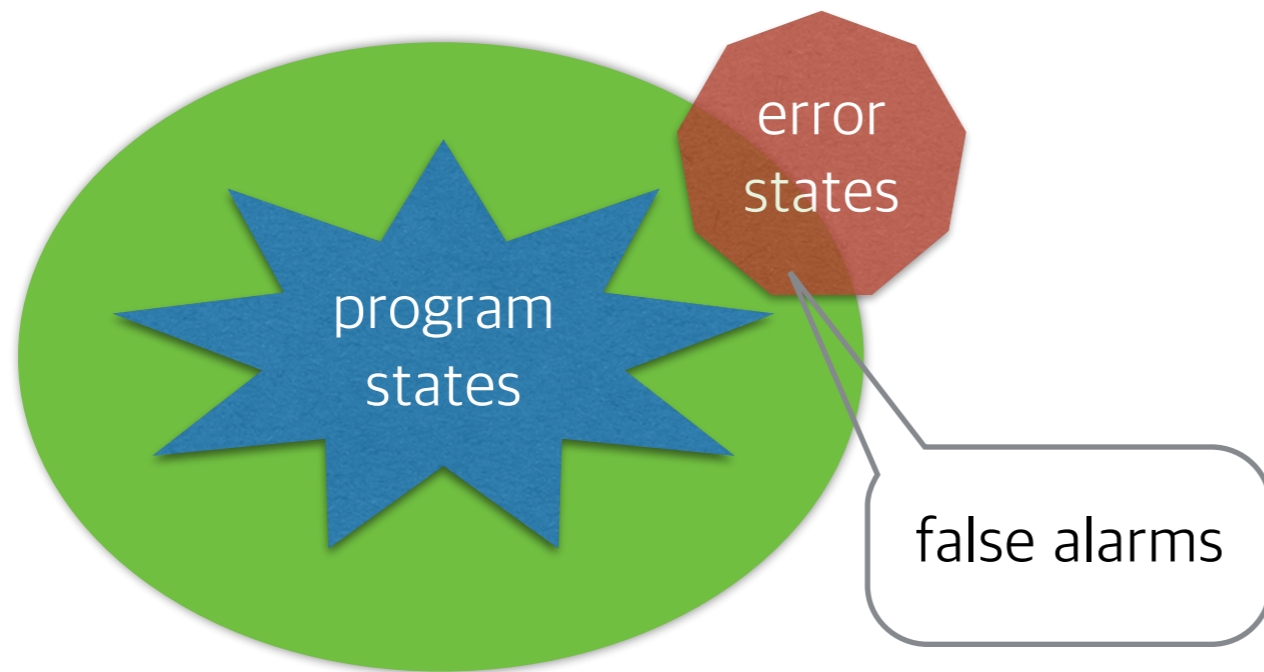 error
states
program
states
false alarms